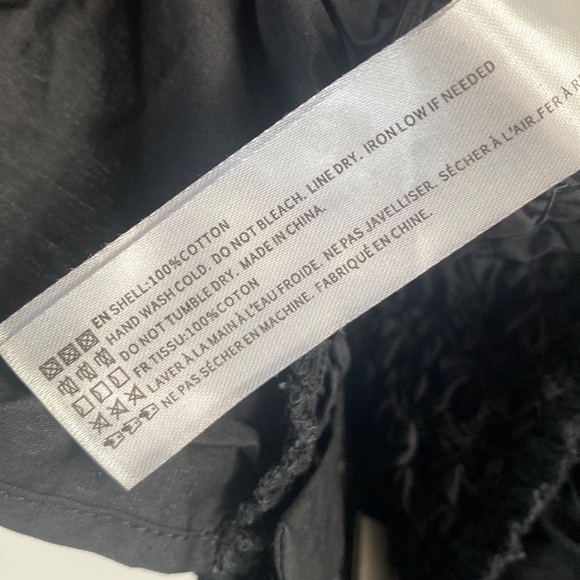 EN SHELL:100%COTTON
HAND WASH COLD. DO NOT BLEACH. LINE DRY. IRON LOW IF NEEDED
DO NOT TUMBLE DRY. MADE IN CHINA.
FR TISSU:100%COTON
LAVER À LA MAIN À L'EAU FROIDE. NE PAS JAVELLISER. SÉCHER À L'AIR.FER À
NE PAS SÉCHER EN MACHINE. FABRIQUÉ EN CHINE.